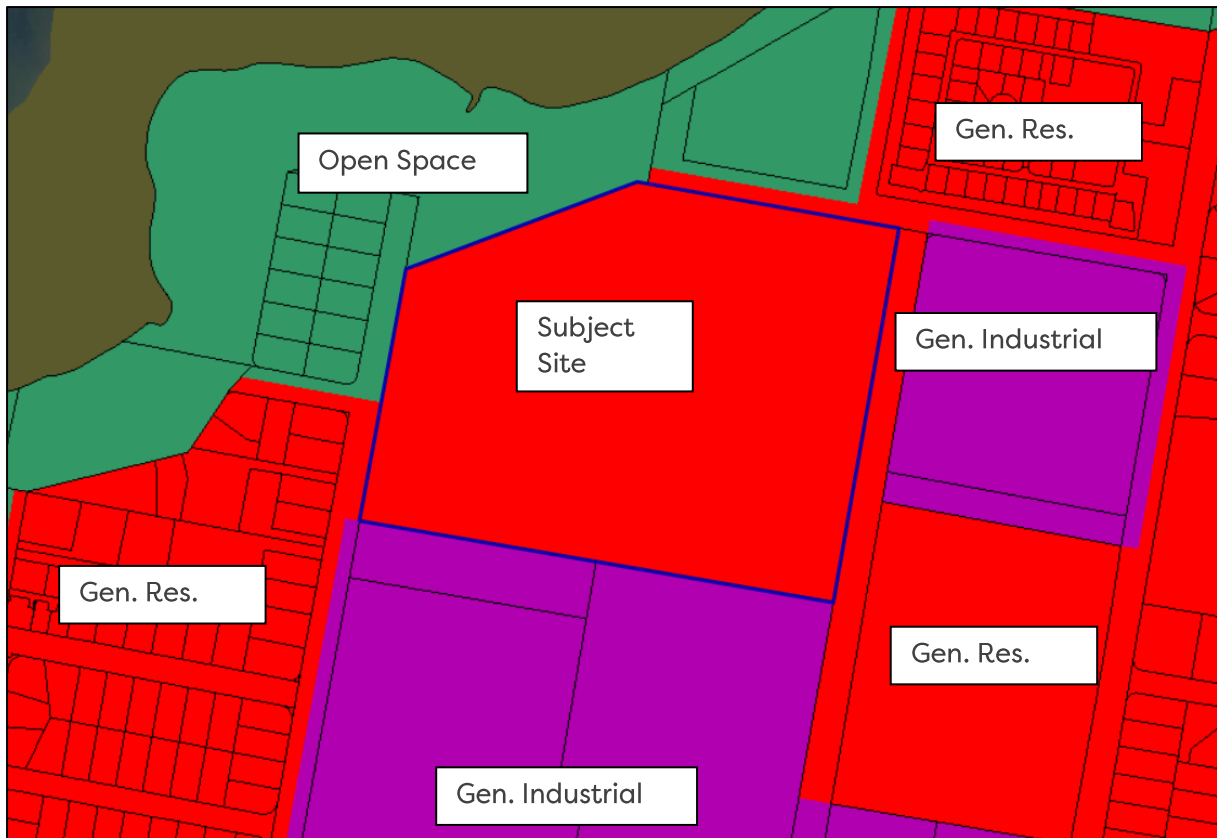 Gen. Res.
Open Space
Subject
Site
Gen. Industrial
Gen. Res.
Gen. Res.
Gen. Industrial